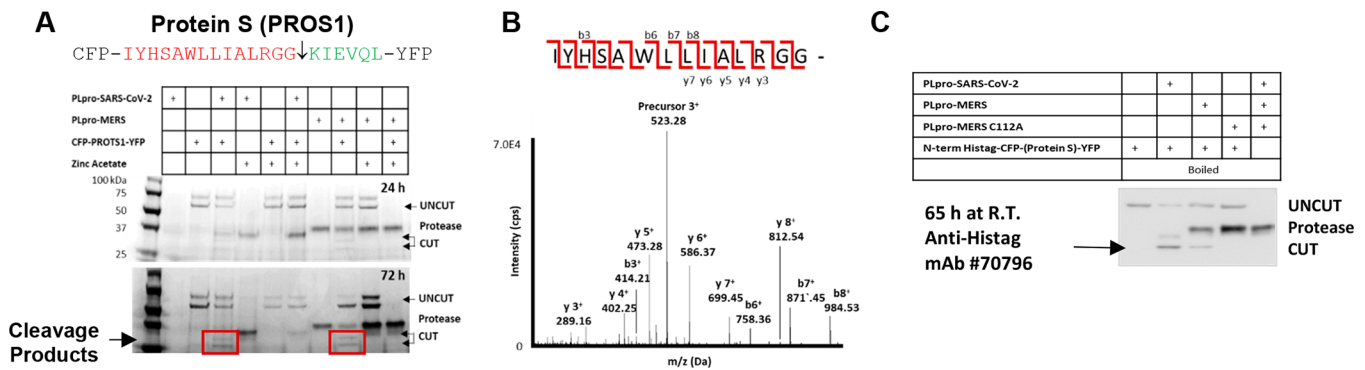 A
Protein S (PROS1)
CFP-IYHSAWLLIALRGG↓KIEVQL-YFP
PLpro-SARS-CoV-2 + + + +
PLpro-MERS + + + +
CFP-PROTS1-YFP + + + + + +
Zinc Acetate + + + + +
100 kDa
75
50
37
25
24 h
UNCUT
Protease
CUT
72 h
UNCUT
Protease
CUT
Cleavage
Products
B
b3 b6 b7 b8
IYHSAWLLIALRGG -
y7 y6 y5 y4 y3
Precursor 3⁺
523.28
7.0E4
y 8⁺
812.54
y 5⁺
473.28
y 6⁺
586.37
b3⁺
414.21
y 7⁺
699.45
b7⁺
871`.45
y 4⁺
402.25
b6⁺
758.36
b 8⁺
984.53
y 3⁺
289.16
0
Intensity (cps)
m/z (Da)
C
PLpro-SARS-CoV-2 + +
PLpro-MERS + +
PLpro-MERS C112A + +
N-term Histag-CFP-(Protein S)-YFP + + + +
Boiled
65 h at R.T.
Anti-Histag
mAb #70796
UNCUT
Protease
CUT